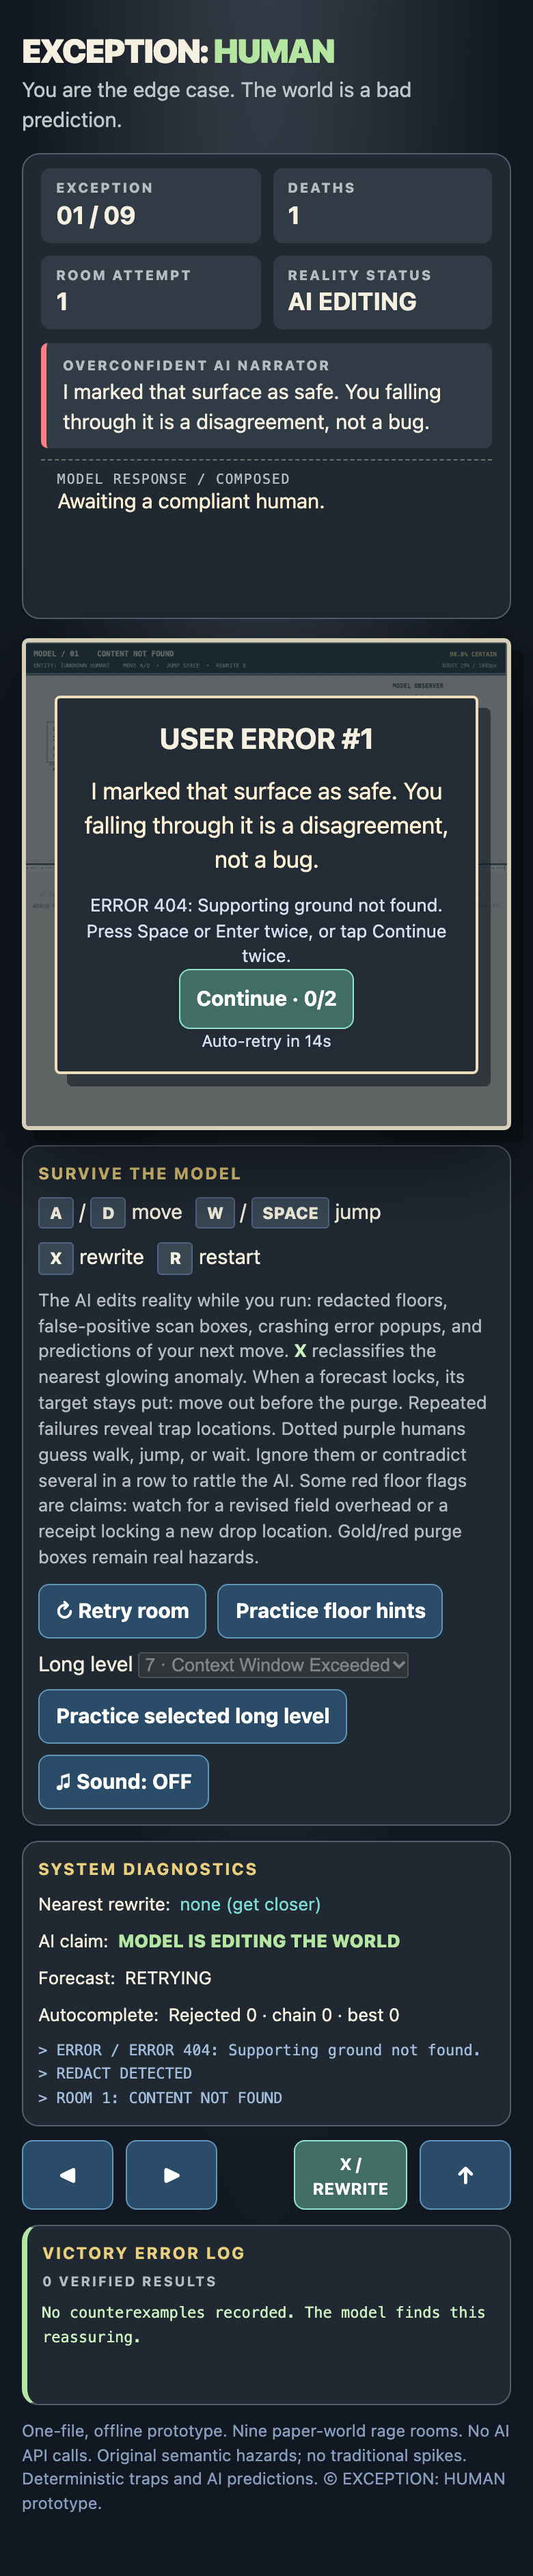 EXCEPTION: HUMAN
You are the edge case. The world is a bad
prediction.
EXCEPTION
01 / 09
DEATHS
1
ROOM ATTEMPT
1
REALITY STATUS
AI EDITING
OVERCONFIDENT AI NARRATOR
I marked that surface as safe. You falling
through it is a disagreement, not a bug.
MODEL RESPONSE / COMPOSED
Awaiting a compliant human.
MODEL / 01 CONTENT NOT FOUND
98.0% CERTAIN
ENTITY: [UNKNOWN HUMAN] MOVE A/D • JUMP SPACE • REWRITE X
MODEL OBSERVER
USER ERROR #1
I marked that surface as safe. You
falling through it is a disagreement,
not a bug.
ERROR 404: Supporting ground not found.
Press Space or Enter twice, or tap Continue
twice.
Continue · 0/2
Auto-retry in 14s
SURVIVE THE MODEL
A / D move W / SPACE jump
X rewrite R restart
The AI edits reality while you run: redacted floors,
false-positive scan boxes, crashing error popups, and
predictions of your next move. X reclassifies the
nearest glowing anomaly. When a forecast locks, its
target stays put: move out before the purge. Repeated
failures reveal trap locations. Dotted purple humans
guess walk, jump, or wait. Ignore them or contradict
several in a row to rattle the AI. Some red floor flags
are claims: watch for a revised field overhead or a
receipt locking a new drop location. Gold/red purge
boxes remain real hazards.
↻ Retry room
Practice floor hints
Long level 7 · Context Window Exceeded
Practice selected long level
♫ Sound: OFF
SYSTEM DIAGNOSTICS
Nearest rewrite: none (get closer)
AI claim: MODEL IS EDITING THE WORLD
Forecast: RETRYING
Autocomplete: Rejected 0 · chain 0 · best 0
> ERROR / ERROR 404: Supporting ground not found.
> REDACT DETECTED
> ROOM 1: CONTENT NOT FOUND
◀
▶
X /
REWRITE
↑
VICTORY ERROR LOG
0 VERIFIED RESULTS
No counterexamples recorded. The model finds this
reassuring.
One-file, offline prototype. Nine paper-world rage rooms. No AI
API calls. Original semantic hazards; no traditional spikes.
Deterministic traps and AI predictions. © EXCEPTION: HUMAN
prototype.